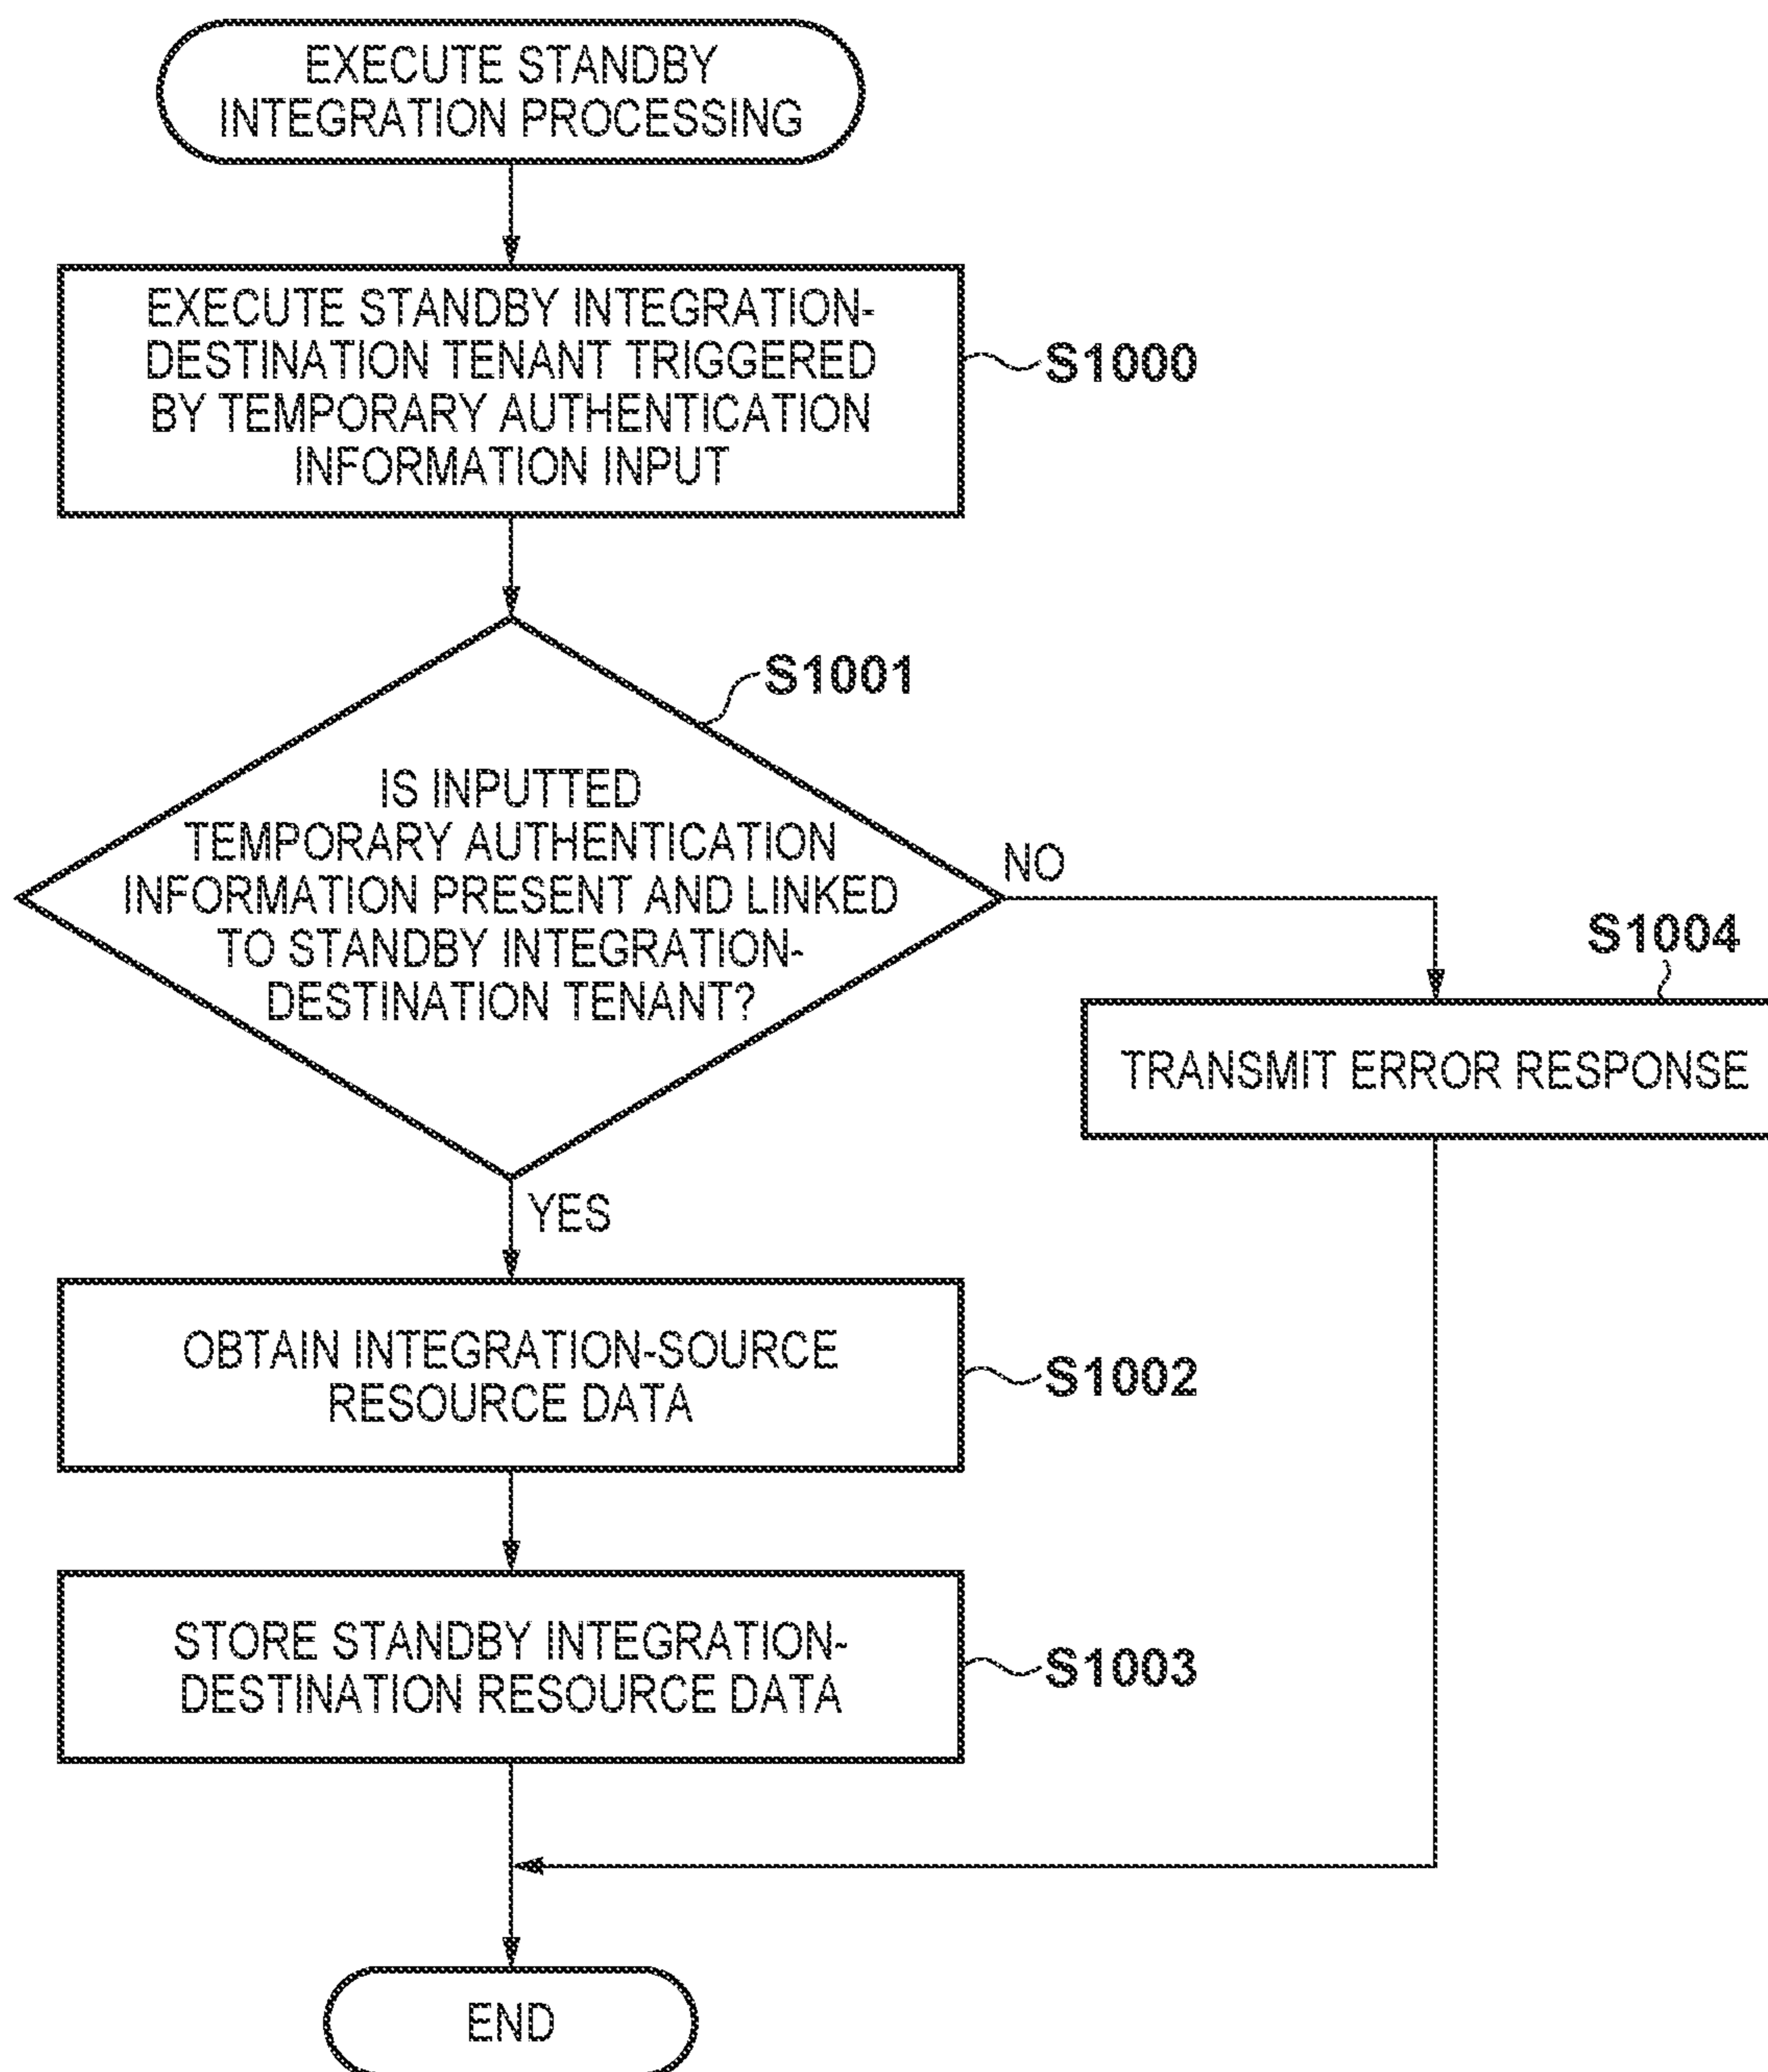 EXECUTE STANDBY
INTEGRATION PROCESSING
EXECUTE STANDBY INTEGRATION-
DESTINATION TENANT TRIGGERED
BY TEMPORARY AUTHENTICATION
INFORMATION INPUT
S1000
S1001
IS INPUTTED
TEMPORARY AUTHENTICATION
INFORMATION PRESENT AND LINKED
TO STANDBY INTEGRATION-
DESTINATION TENANT?
NO
S1004
TRANSMIT ERROR RESPONSE
YES
OBTAIN INTEGRATION-SOURCE
RESOURCE DATA
S1002
STORE STANDBY INTEGRATION-
DESTINATION RESOURCE DATA
S1003
END